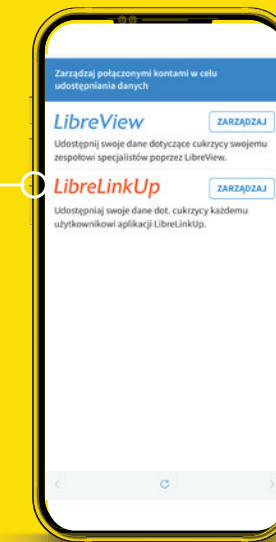 Zarządzaj połączonymi kontami w celu
udostępniania danych
LibreView
ZARZĄDZAJ
Udostępnij swoje dane dotyczące cukrzycy swojemu
zespołowi specjalistów poprzez LibreView.
LibreLinkUp
ZARZĄDZAJ
Udostępniaj swoje dane dot. cukrzycy każdemu
użytkownikowi aplikacji LibreLinkUp.